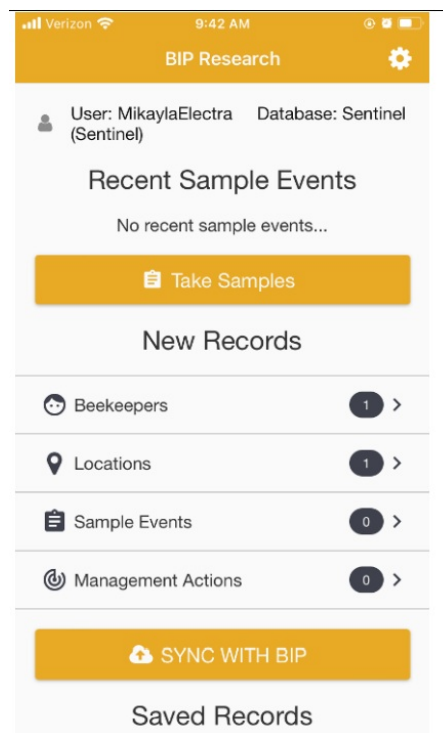 Verizon 9:42 AM
BIP Research
User: MikaylaElectra Database: Sentinel
(Sentinel)
Recent Sample Events
No recent sample events...
Take Samples
New Records
Beekeepers 1
Locations 1
Sample Events 0
Management Actions 0
SYNC WITH BIP
Saved Records